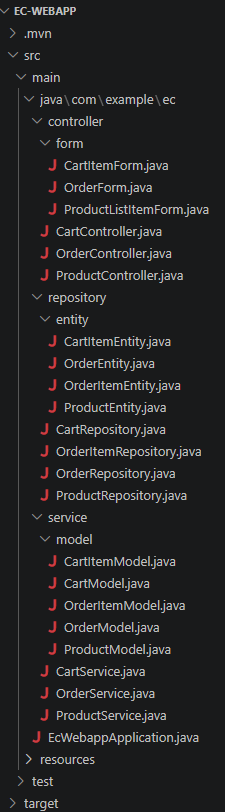 EC-WEBAPP
.mvn
src
main
java\com\example\ec
controller
form
CartItemForm.java
OrderForm.java
ProductListItemForm.java
CartController.java
OrderController.java
ProductController.java
repository
entity
CartItemEntity.java
OrderEntity.java
OrderItemEntity.java
ProductEntity.java
CartRepository.java
OrderItemRepository.java
OrderRepository.java
ProductRepository.java
service
model
CartItemModel.java
CartModel.java
OrderItemModel.java
OrderModel.java
ProductModel.java
CartService.java
OrderService.java
ProductService.java
EcWebappApplication.java
resources
test
target